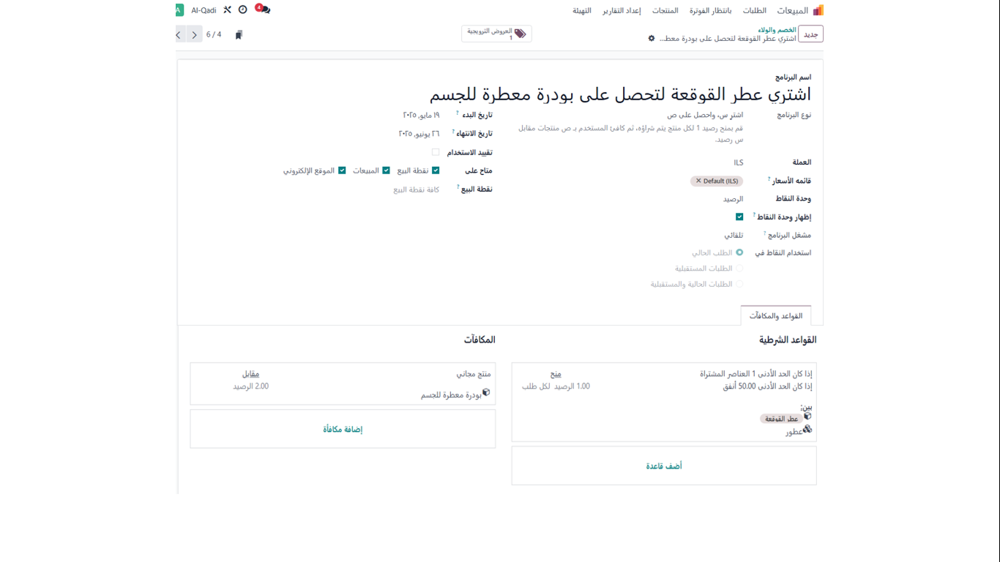 المبيعات الطلبات بانتظار الفوترة المنتجات إعداد التقارير التهيئة
4 Al-Qadi A
جديد
الخصم والولاء
اشتري عطر القوقعة لتحصل على بودرة معط...
العروض الترويجية
1
6 / 4
اسم البرنامج
اشتري عطر القوقعة لتحصل على بودرة معطرة للجسم
نوع البرنامج اشترِ س، واحصل على ص
قم بمنح رصيد 1 لكل منتج يتم شراؤه، ثم كافئ المستخدم بـ ص منتجات مقابل
س رصيد.
العملة ILS
قائمه الأسعار ? Default (ILS) ✕
وحدة النقاط الرصيد
إظهار وحدة النقاط ?
مشغل البرنامج ? تلقائي
استخدام النقاط في الطلب الحالي
الطلبات المستقبلية
الطلبات الحالية والمستقبلية
تاريخ البدء ? ١٩ مايو, ٢٠٢٥
تاريخ الانتهاء ? ٢٦ يونيو, ٢٠٢٥
تقييد الاستخدام
متاح على نقطة البيع المبيعات الموقع الإلكتروني
نقطة البيع ? كافة نقطة البيع
القواعد والمكافآت
القواعد الشرطية
إذا كان الحد الأدنى 1 العناصر المشتراة
إذا كان الحد الأدنى 50.00 أنفق
منح
1.00 الرصيد لكل طلب
بين:
عطر القوقعة
عطور
أضف قاعدة
المكافآت
منتج مجاني
بودرة معطرة للجسم
مقابل
2.00 الرصيد
إضافة مكافأة